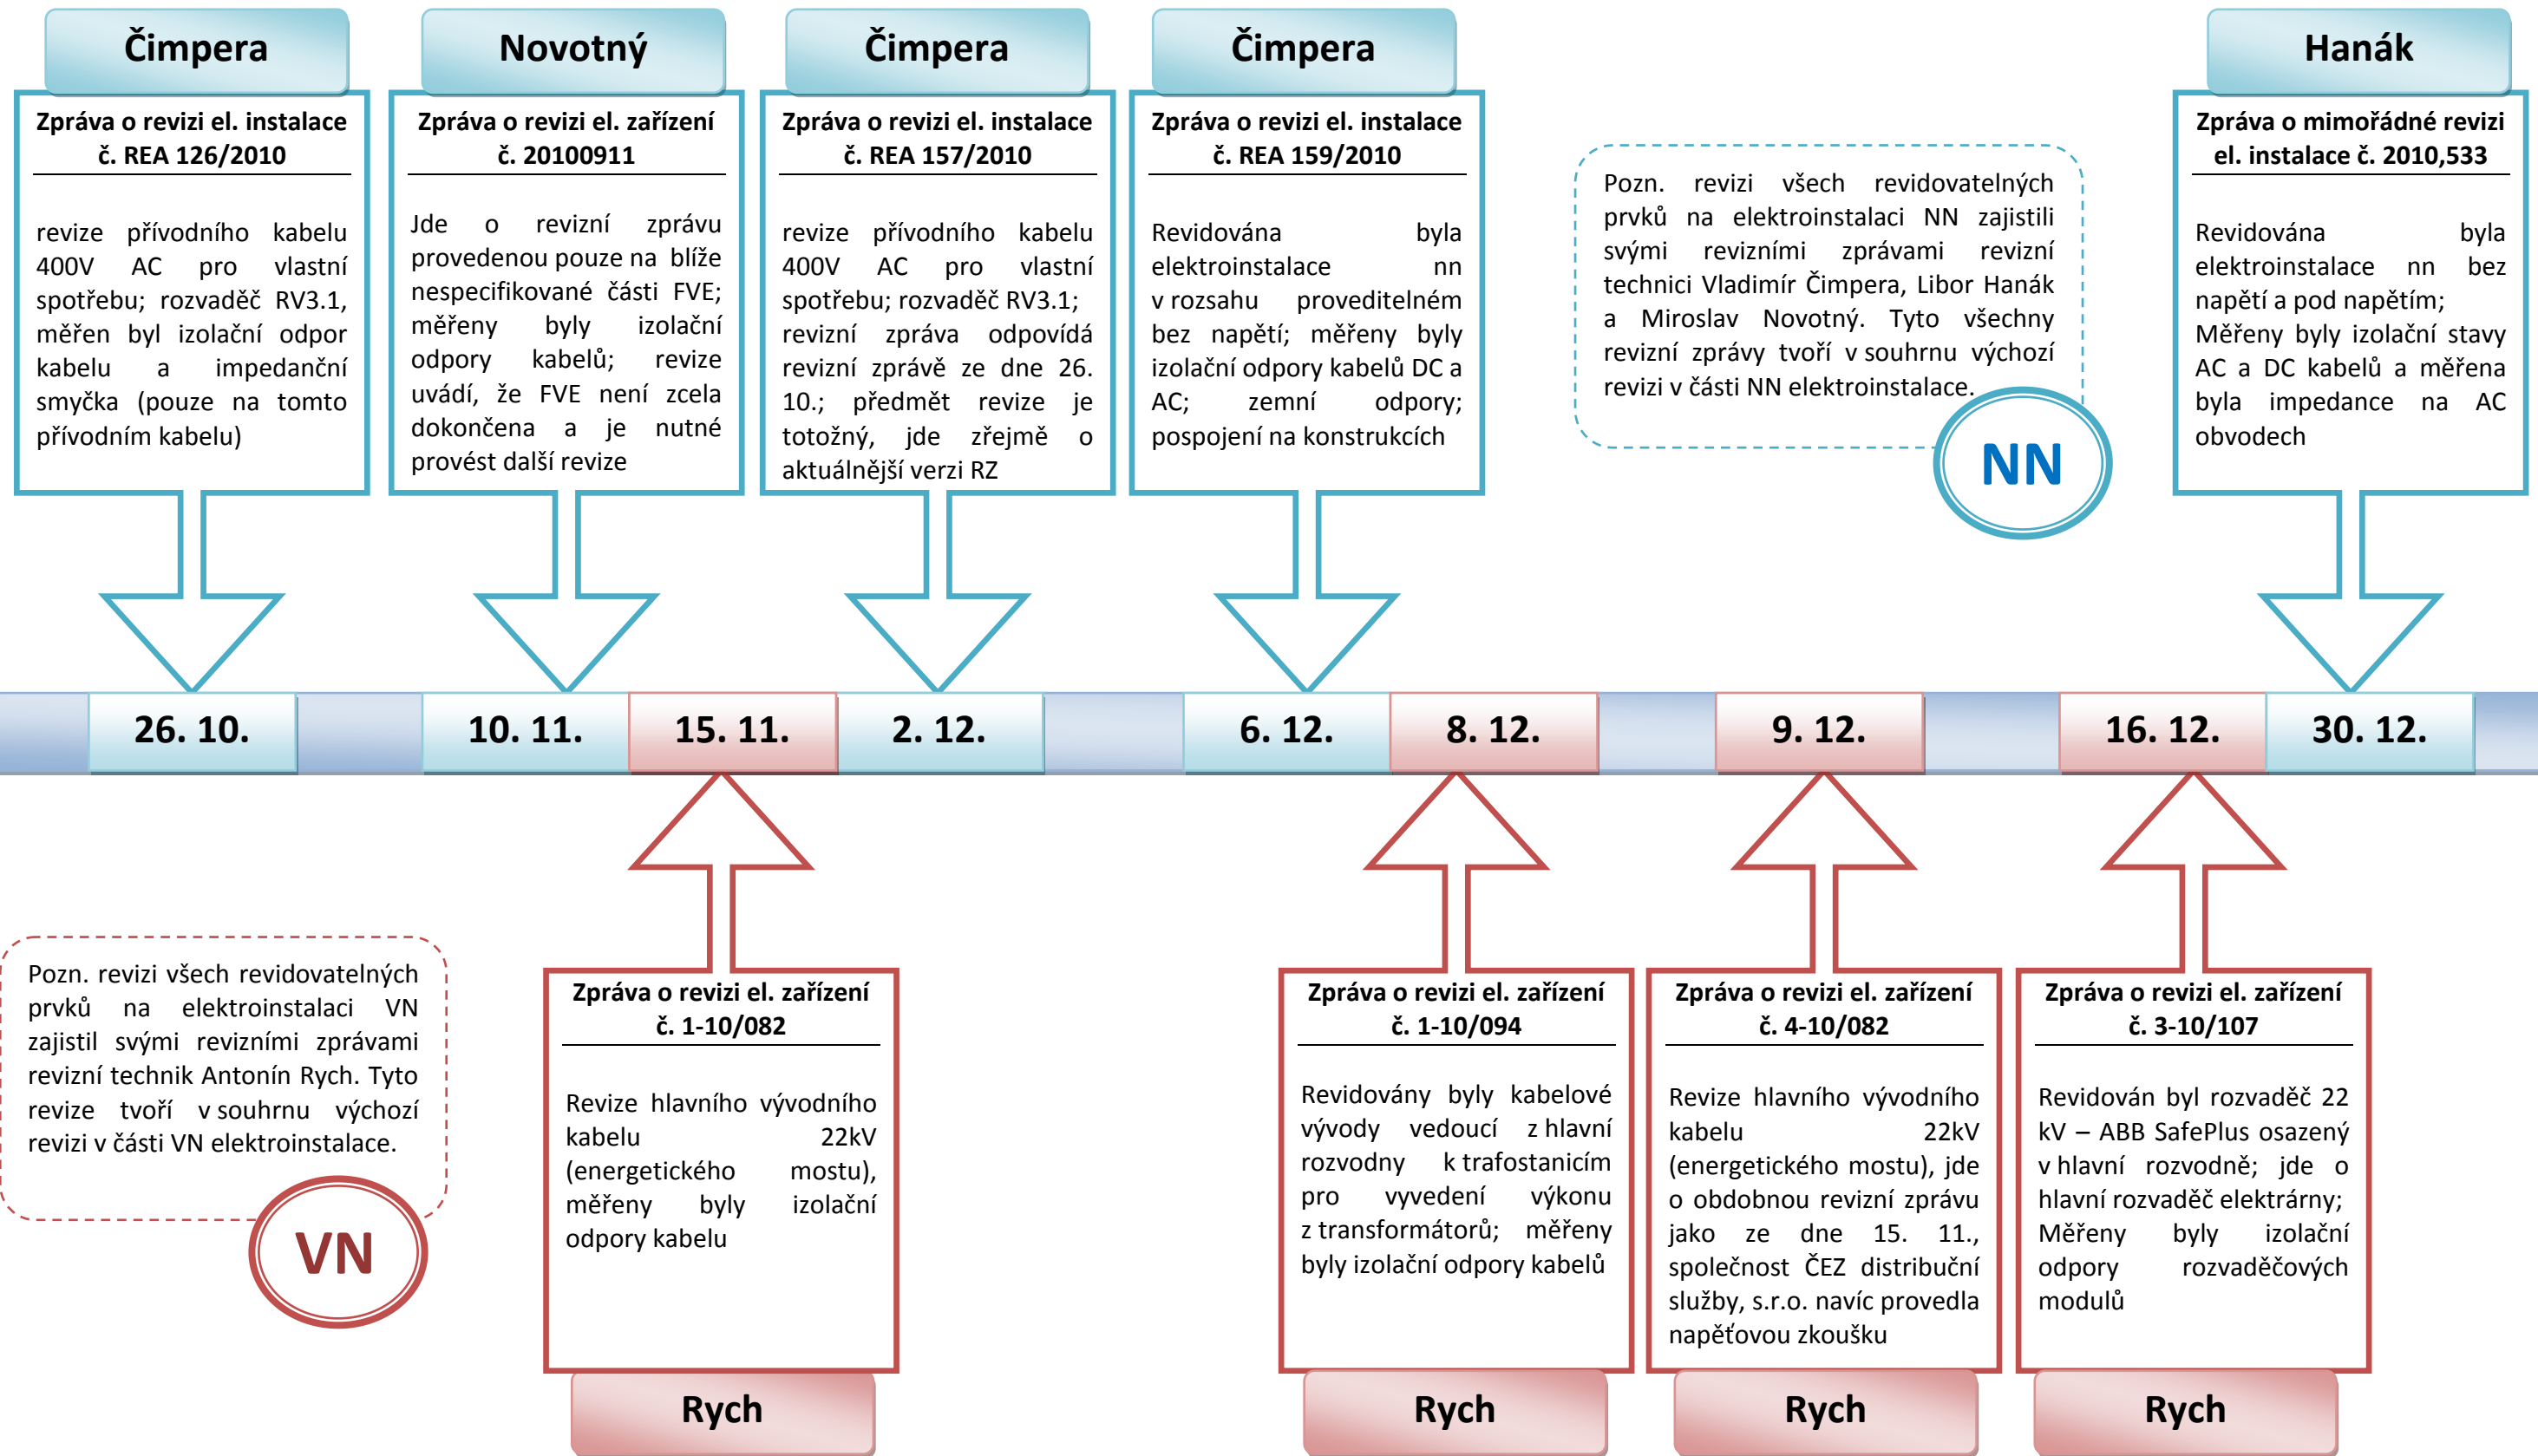 Čimpera
Zpráva o revizi el. instalace
č. REA 126/2010
revize přívodního kabelu
400V AC pro vlastní
spotřebu; rozvaděč RV3.1,
měřen byl izolační odpor
kabelu a impedanční
smyčka (pouze na tomto
přívodním kabelu)
Novotný
Zpráva o revizi el. zařízení
č. 20100911
Jde o revizní zprávu
provedenou pouze na blíže
nespecifikované části FVE;
měřeny byly izolační
odpory kabelů; revize
uvádí, že FVE není zcela
dokončena a je nutné
provést další revize
Čimpera
Zpráva o revizi el. instalace
č. REA 157/2010
revize přívodního kabelu
400V AC pro vlastní
spotřebu; rozvaděč RV3.1;
revizní zpráva odpovídá
revizní zprávě ze dne 26.
10.; předmět revize je
totožný, jde zřejmě o
aktuálnější verzi RZ
Čimpera
Zpráva o revizi el. instalace
č. REA 159/2010
Revidována byla
elektroinstalace nn
v rozsahu proveditelném
bez napětí; měřeny byly
izolační odpory kabelů DC a
AC; zemní odpory;
pospojení na konstrukcích
Pozn. revizi všech revidovatelných
prvků na elektroinstalaci NN zajistili
svými revizními zprávami revizní
technici Vladimír Čimpera, Libor Hanák
a Miroslav Novotný. Tyto všechny
revizní zprávy tvoří v souhrnu výchozí
revizi v části NN elektroinstalace.
NN
Hanák
Zpráva o mimořádné revizi
el. instalace č. 2010,533
Revidována byla
elektroinstalace nn bez
napětí a pod napětím;
Měřeny byly izolační stavy
AC a DC kabelů a měřena
byla impedance na AC
obvodech
26. 10.
10. 11.
15. 11.
2. 12.
6. 12.
8. 12.
9. 12.
16. 12.
30. 12.
Pozn. revizi všech revidovatelných
prvků na elektroinstalaci VN
zajistil svými revizními zprávami
revizní technik Antonín Rych. Tyto
revize tvoří v souhrnu výchozí
revizi v části VN elektroinstalace.
VN
Zpráva o revizi el. zařízení
č. 1-10/082
Revize hlavního vývodního
kabelu 22kV
(energetického mostu),
měřeny byly izolační
odpory kabelu
Rych
Zpráva o revizi el. zařízení
č. 1-10/094
Revidovány byly kabelové
vývody vedoucí z hlavní
rozvodny k trafostanicím
pro vyvedení výkonu
z transformátorů; měřeny
byly izolační odpory kabelů
Rych
Zpráva o revizi el. zařízení
č. 4-10/082
Revize hlavního vývodního
kabelu 22kV
(energetického mostu), jde
o obdobnou revizní zprávu
jako ze dne 15. 11.,
společnost ČEZ distribuční
služby, s.r.o. navíc provedla
napěťovou zkoušku
Rych
Zpráva o revizi el. zařízení
č. 3-10/107
Revidován byl rozvaděč 22
kV – ABB SafePlus osazený
v hlavní rozvodně; jde o
hlavní rozvaděč elektrárny;
Měřeny byly izolační
odpory rozvaděčových
modulů
Rych